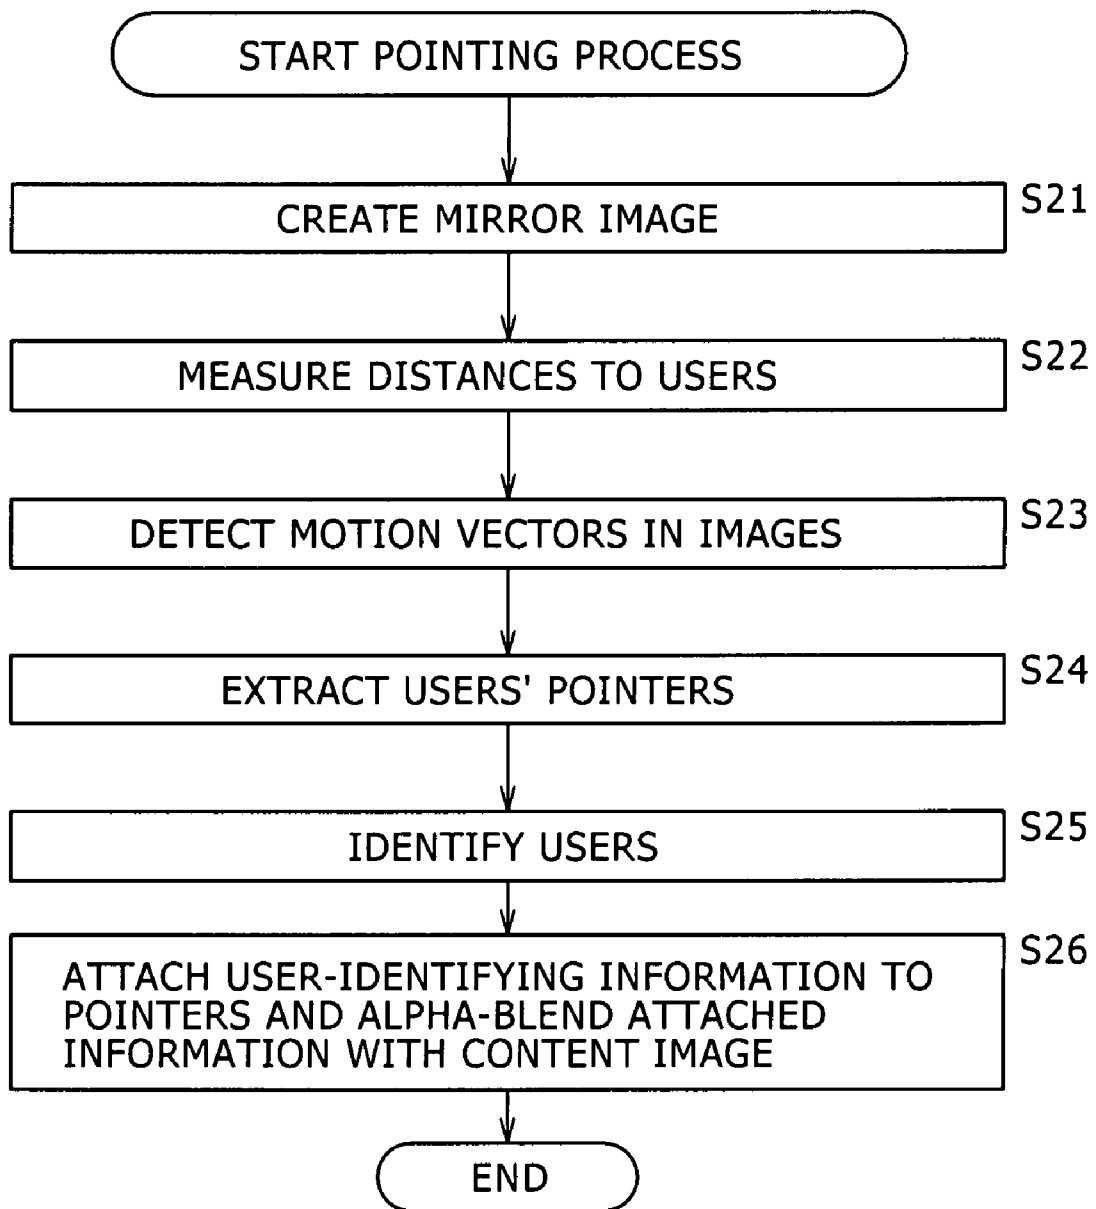 START POINTING PROCESS
CREATE MIRROR IMAGE
S21
MEASURE DISTANCES TO USERS
S22
DETECT MOTION VECTORS IN IMAGES
S23
EXTRACT USERS' POINTERS
S24
IDENTIFY USERS
S25
ATTACH USER-IDENTIFYING INFORMATION TO
POINTERS AND ALPHA-BLEND ATTACHED
INFORMATION WITH CONTENT IMAGE
S26
END